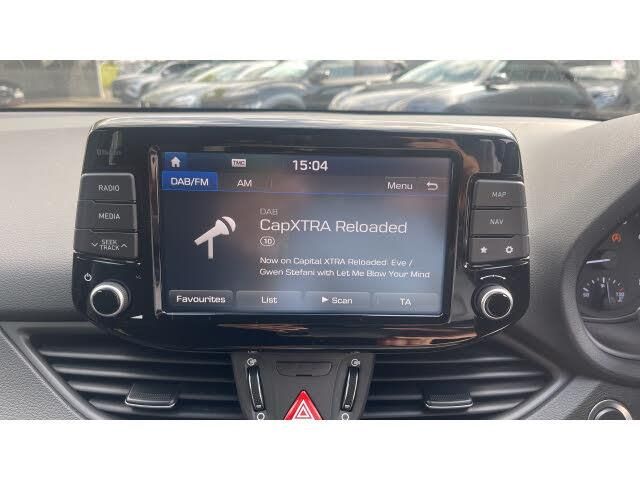 TMC
15:04
DAB/FM
AM
Menu
RADIO
MEDIA
SEEK
TRACK
MAP
NAV
DAB
CapXTRA Reloaded
10
Now on Capital XTRA Reloaded: Eve /
Gwen Stefani with Let Me Blow Your Mind
Favourites
List
Scan
TA